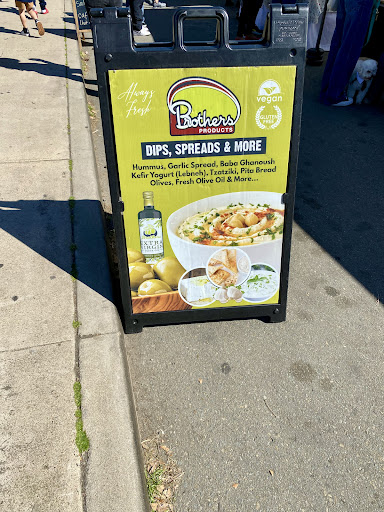 Always
Fresh
Brothers
PRODUCTS
vegan
GLUTEN
FREE
DIPS, SPREADS & MORE
Hummus, Garlic Spread, Baba Ghanoush
Kefir Yogurt (Lebneh), Tzatziki, Pita Bread
Olives, Fresh Olive Oil & More...
EXTRA
VIRGIN